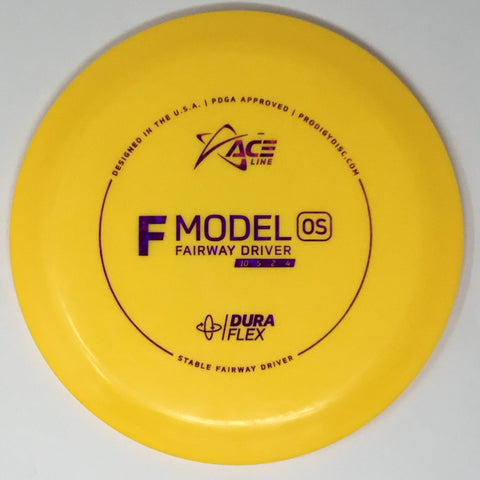 DESIGNED IN THE U.S.A. | PDGA APPROVED | PRODIGYDISC.COM
ACE
LINE
F MODEL OS
FAIRWAY DRIVER
10 5 2 4
DURA
FLEX
STABLE FAIRWAY DRIVER